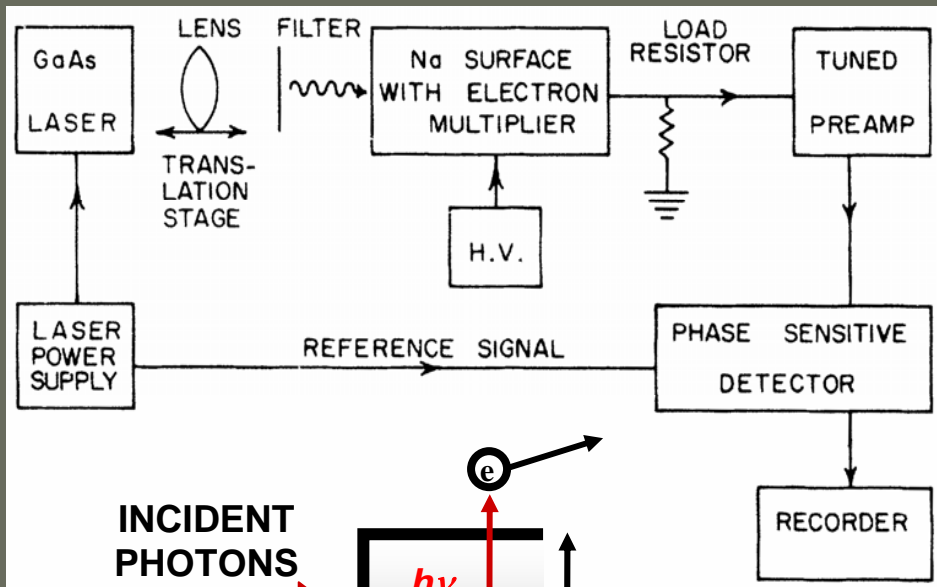 GaAs
LASER
LENS
TRANS-
LATION
STAGE
FILTER
Na SURFACE
WITH ELECTRON
MULTIPLIER
LOAD
RESISTOR
TUNED
PREAMP
H.V.
LASER
POWER
SUPPLY
REFERENCE SIGNAL
PHASE SENSITIVE
DETECTOR
RECORDER
e
INCIDENT
PHOTONS
hν